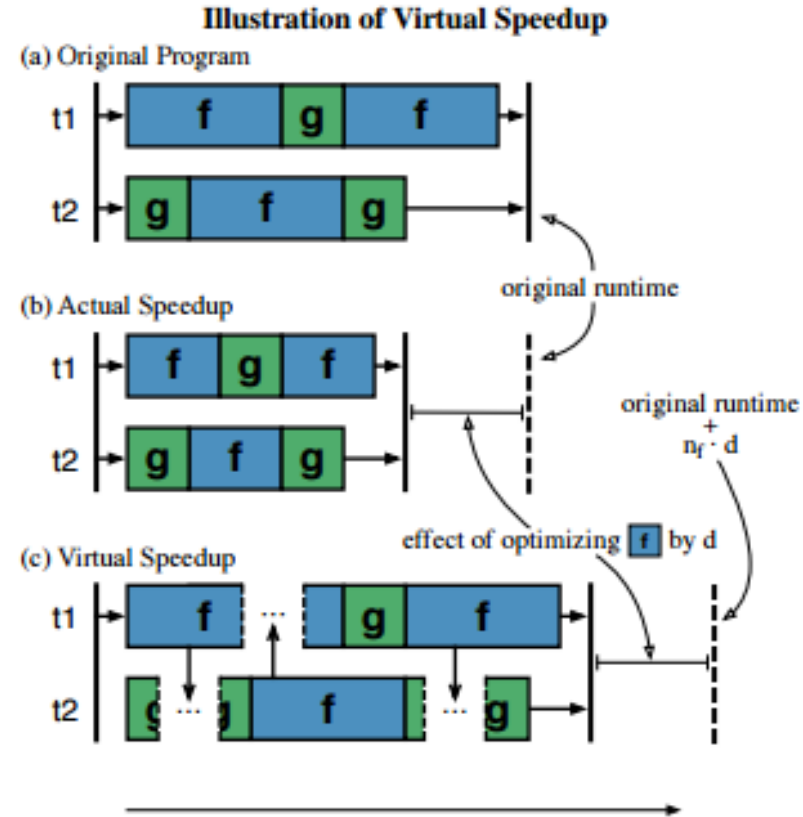 Illustration of Virtual Speedup
(a) Original Program
t1 f g f
t2 g f g
original runtime
(b) Actual Speedup
t1 f g f
t2 g f g
original runtime
+
nf · d
effect of optimizing f by d
(c) Virtual Speedup
t1 f ... g f
t2 g ... g f ... g